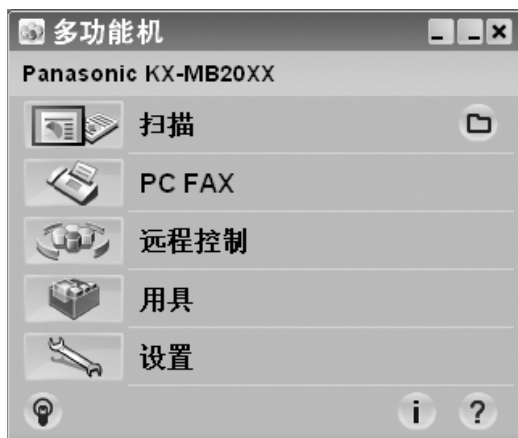 多功能机
Panasonic KX-MB20XX
扫描
PC FAX
远程控制
用具
设置
i ?